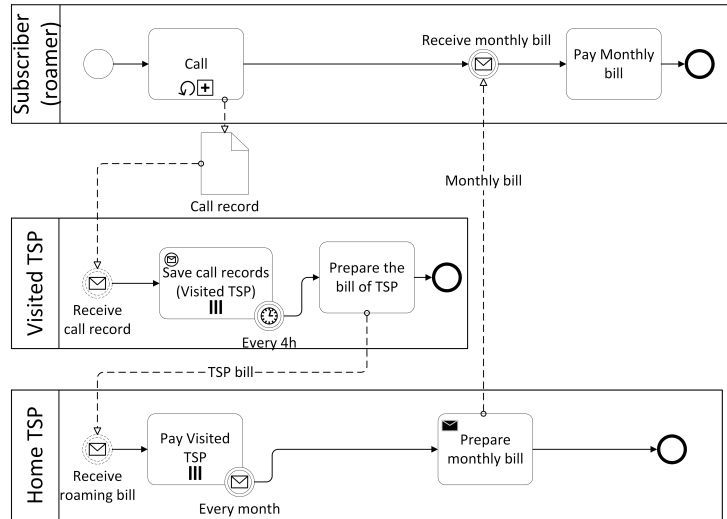 Subscriber
(roamer)
Call
Receive monthly bill
Pay Monthly
bill
Call record
Monthly bill
Visited TSP
Receive
call record
Save call records
(Visited TSP)
Every 4h
Prepare the
bill of TSP
TSP bill
Home TSP
Receive
roaming bill
Pay Visited
TSP
Every month
Prepare
monthly bill